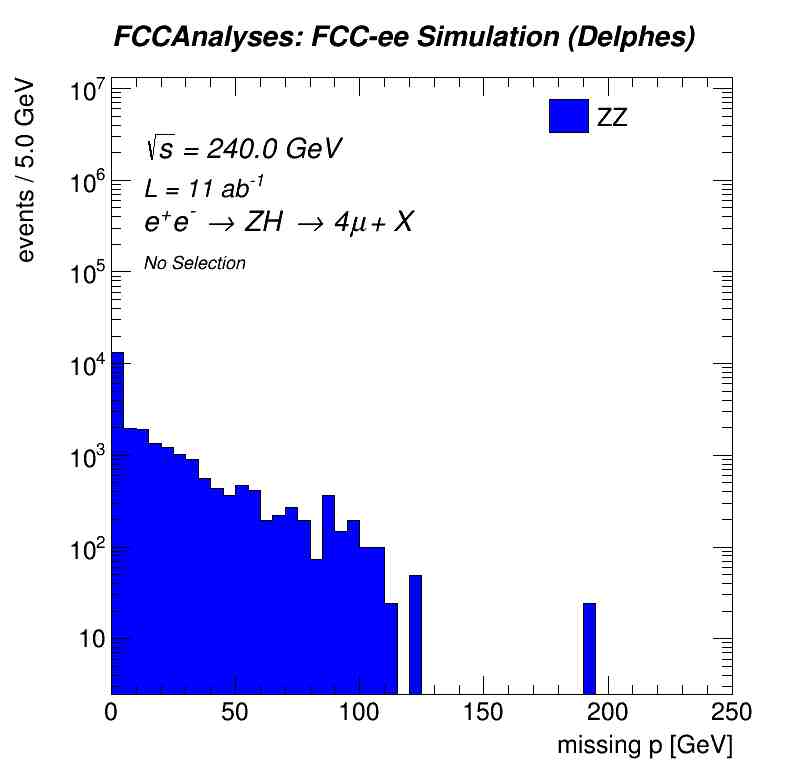 FCCAnalyses: FCC-ee Simulation (Delphes)
events / 5.0 GeV
10⁷
10⁶
10⁵
10⁴
10³
10²
10
ZZ
√s = 240.0 GeV
L = 11 ab⁻¹
e⁺e⁻ → ZH → 4μ + X
No Selection
0 50 100 150 200 250
missing p [GeV]